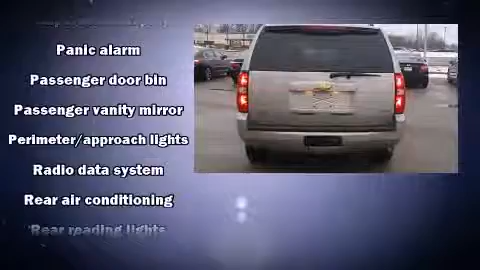 Panic alarm
Passenger door bin
Passenger vanity mirror
Perimeter/approach lights
Radio data system
Rear air conditioning
Rear reading lights